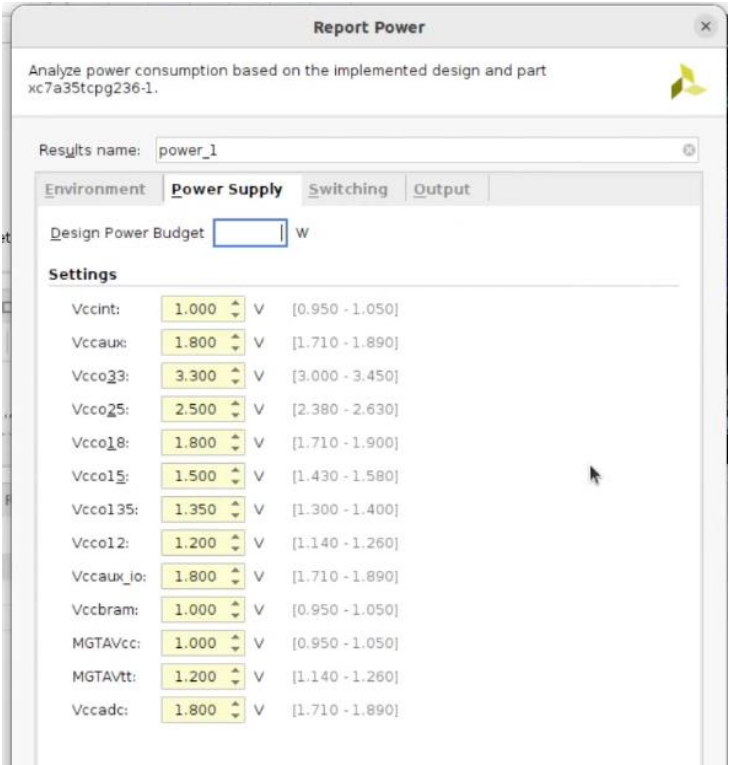 Report Power
Analyze power consumption based on the implemented design and part
xc7a35tcpg236-1.
Results name: power_1
Environment Power Supply Switching Output
Design Power Budget W
Settings
Vccint: 1.000 V [0.950 - 1.050]
Vccaux: 1.800 V [1.710 - 1.890]
Vcco33: 3.300 V [3.000 - 3.450]
Vcco25: 2.500 V [2.380 - 2.630]
Vcco18: 1.800 V [1.710 - 1.900]
Vcco15: 1.500 V [1.430 - 1.580]
Vcco135: 1.350 V [1.300 - 1.400]
Vcco12: 1.200 V [1.140 - 1.260]
Vccaux_io: 1.800 V [1.710 - 1.890]
Vccbram: 1.000 V [0.950 - 1.050]
MGTAVcc: 1.000 V [0.950 - 1.050]
MGTAVtt: 1.200 V [1.140 - 1.260]
Vccadc: 1.800 V [1.710 - 1.890]